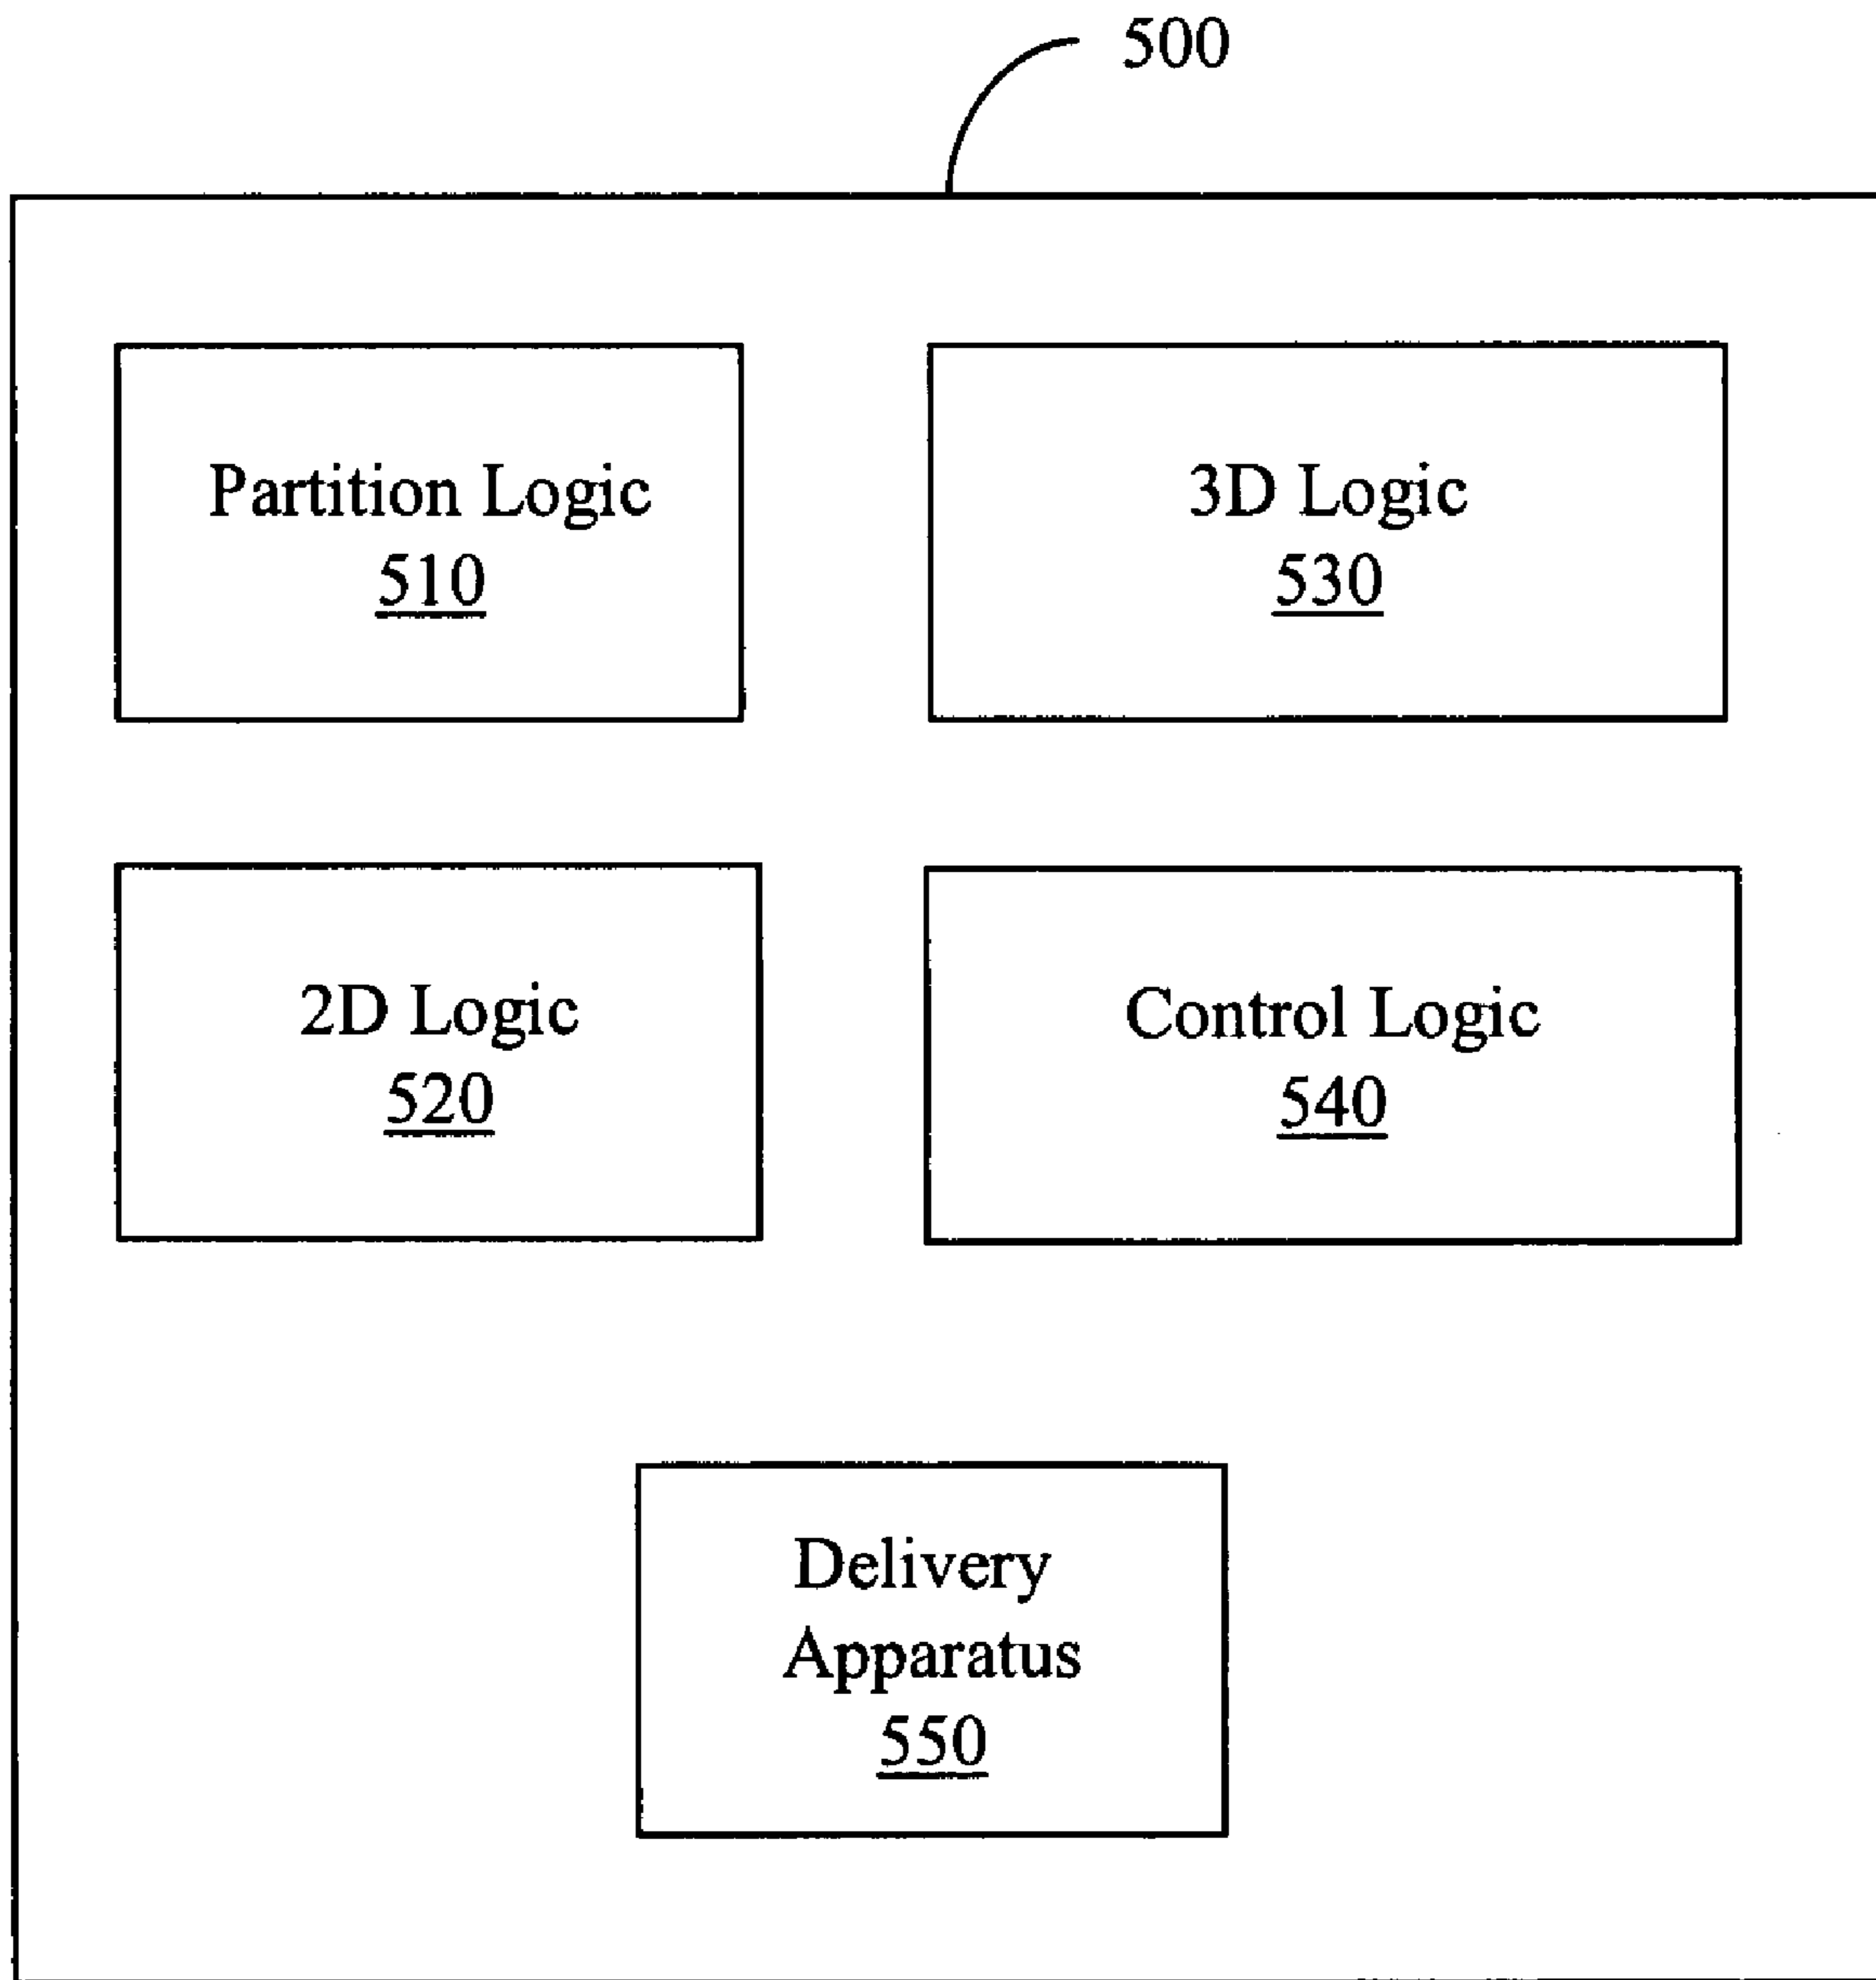 500
Partition Logic
510
3D Logic
530
2D Logic
520
Control Logic
540
Delivery
Apparatus
550